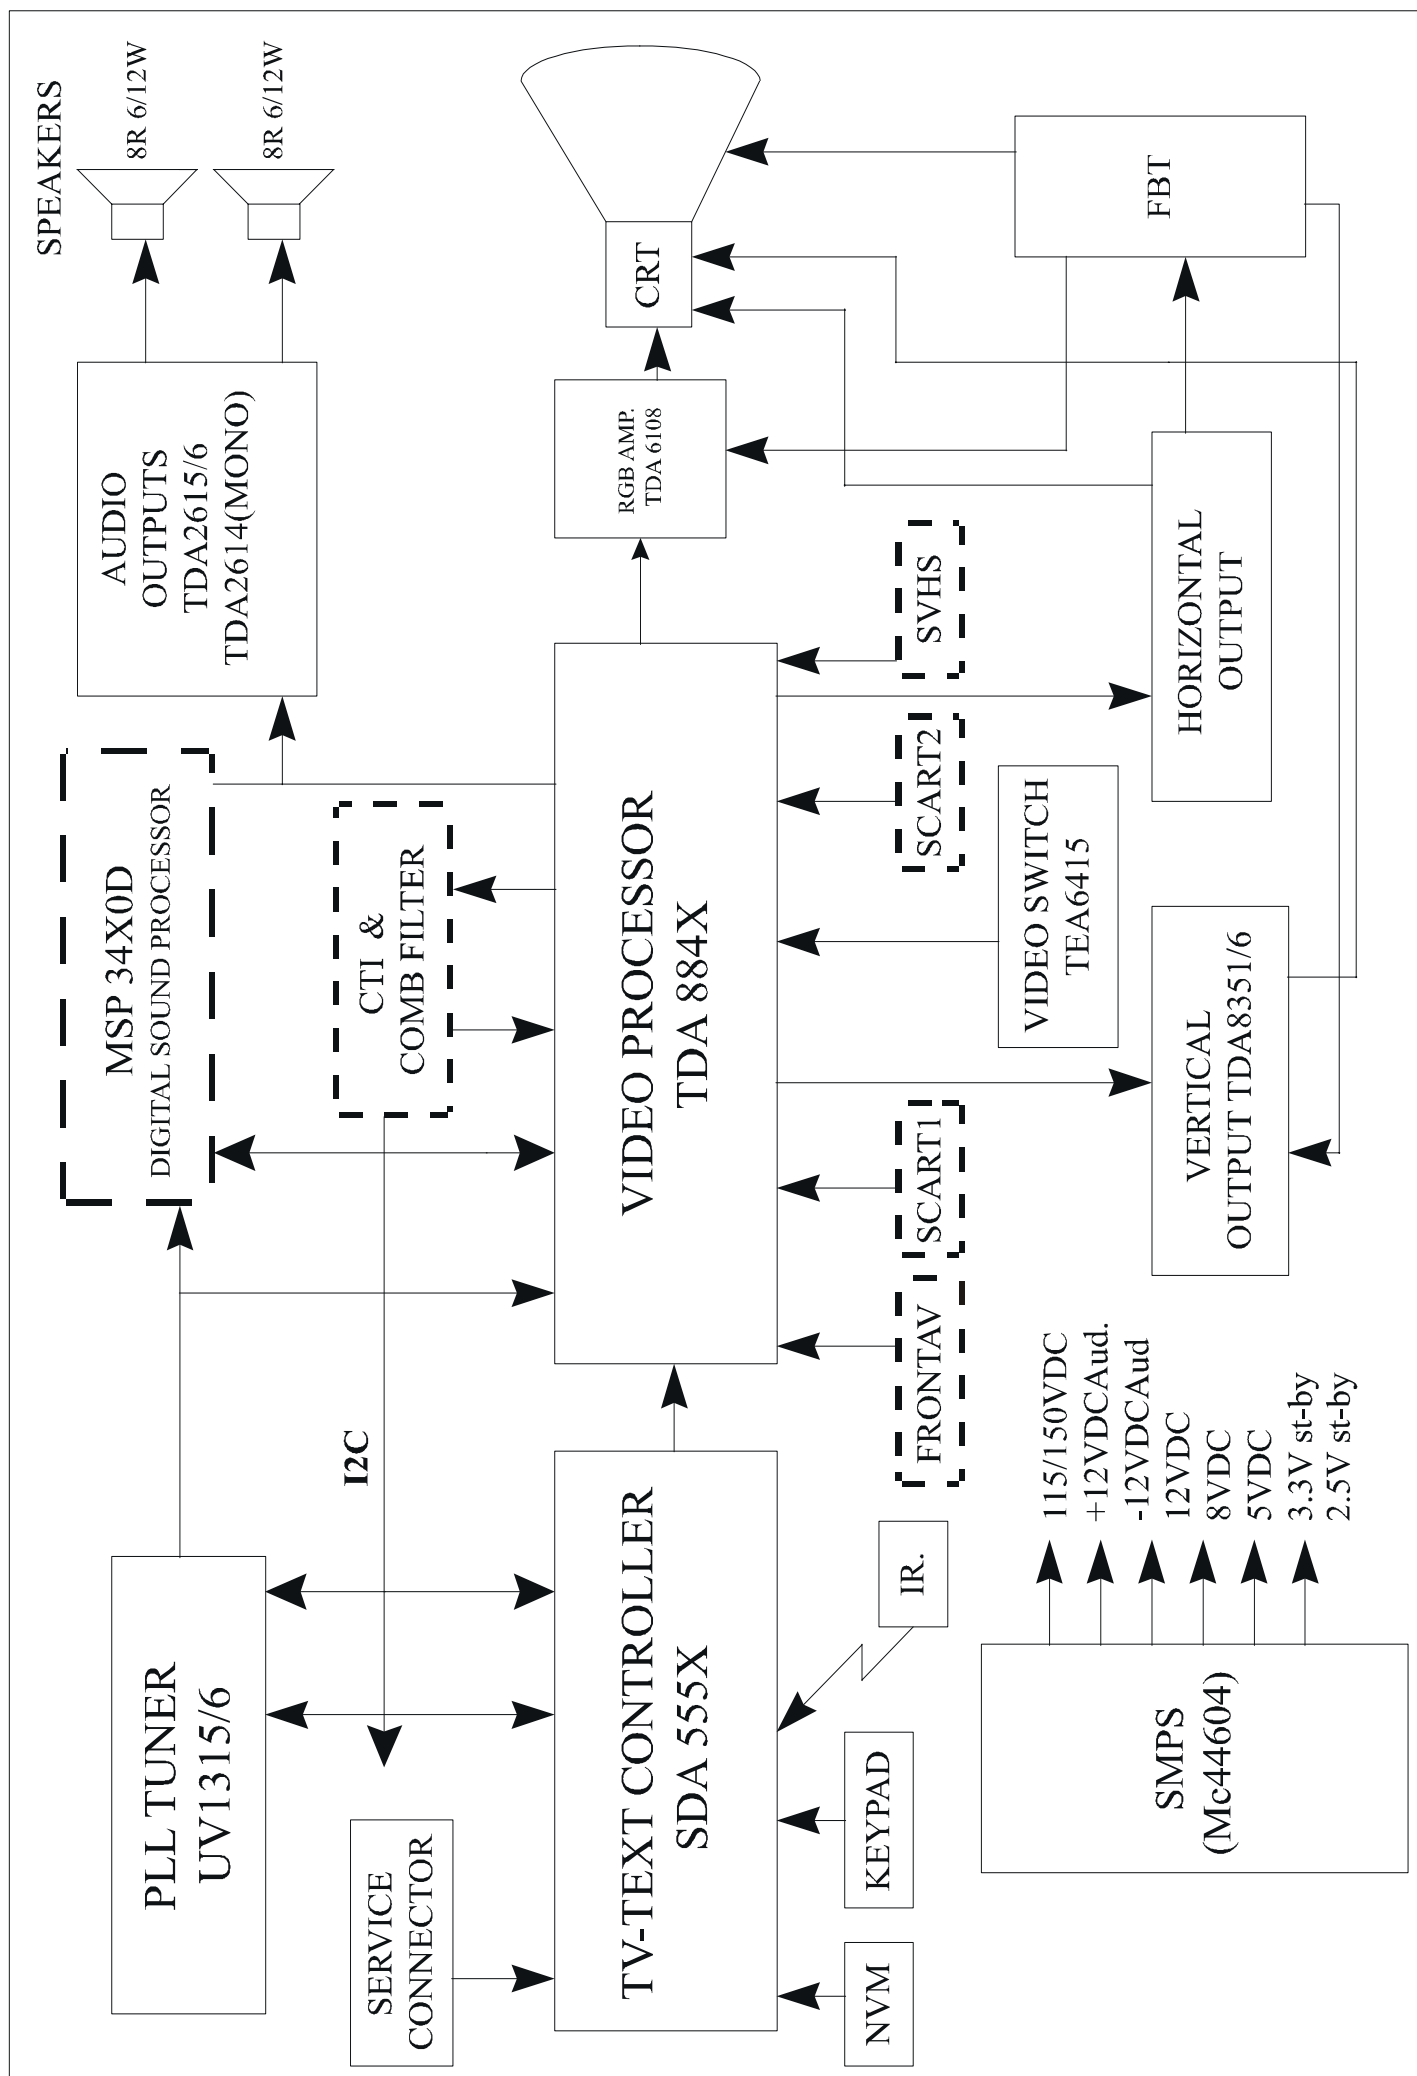 PLL TUNER
UV1315/6
MSP 34X0D
DIGITAL SOUND PROCESSOR
AUDIO
OUTPUTS
TDA2615/6
TDA2614(MONO)
SPEAKERS
8R 6/12W
8R 6/12W
SERVICE
CONNECTOR
I2C
CTI &
COMB FILTER
TV-TEXT CONTROLLER
SDA 555X
VIDEO PROCESSOR
TDA 884X
RGB AMP.
TDA 6108
CRT
NVM
KEYPAD
IR.
FRONTAV
SCART1
SCART2
SVHS
VIDEO SWITCH
TEA6415
SMPS
(Mc44604)
115/150VDC
+12VDCAud.
-12VDCAud
12VDC
8VDC
5VDC
3.3V st-by
2.5V st-by
VERTICAL
OUTPUT TDA8351/6
HORIZONTAL
OUTPUT
FBT